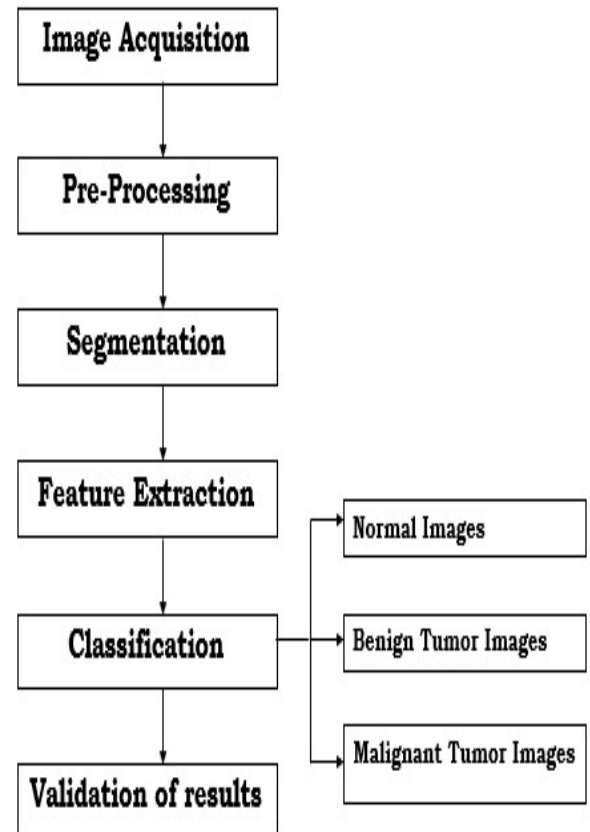 Image Acquisition
Pre-Processing
Segmentation
Feature Extraction
Normal Images
Classification
Benign Tumor Images
Malignant Tumor Images
Validation of results